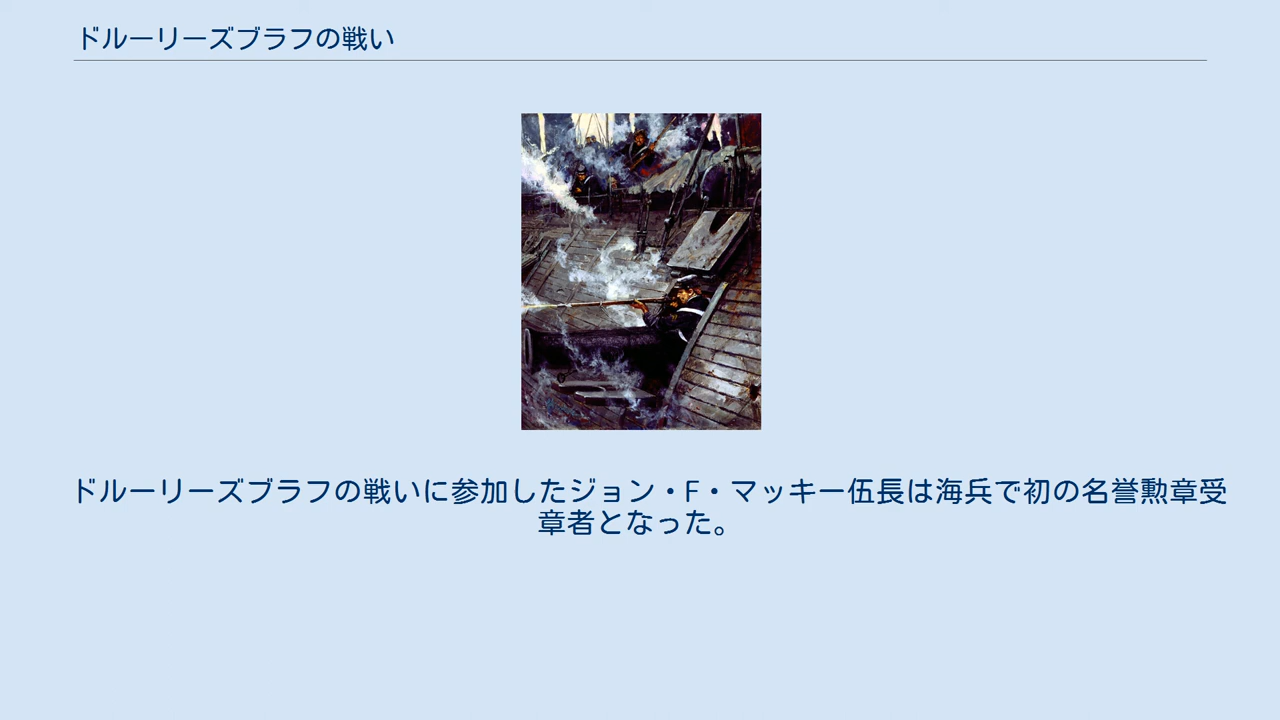 ドルーリーズブラフの戦い
ドルーリーズブラフの戦いに参加したジョン・F・マッキー伍長は海兵で初の名誉勲章受
章者となった。